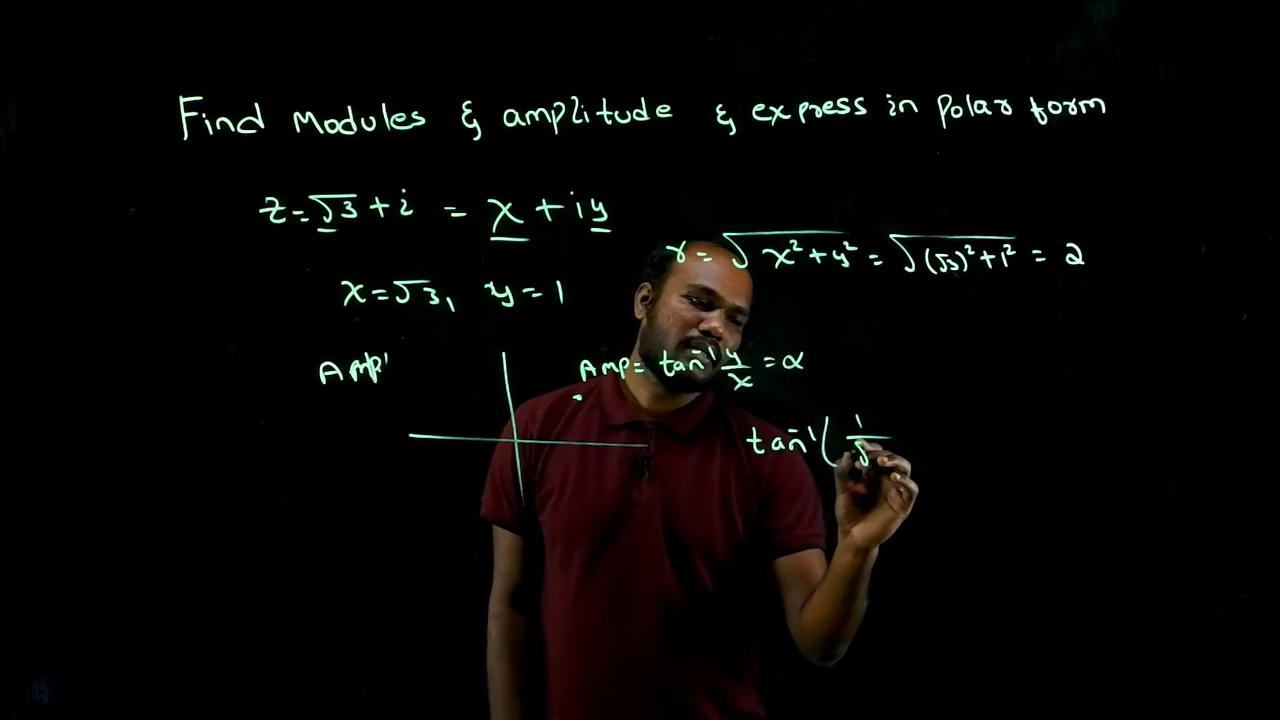 Find Modules & amplitude & express in Polar form
z = √3 + i = x + iy
r = √x² + y² = √(√3)² + 1² = 2
x = √3, y = 1
Amp'
Amp = tan⁻¹ y/x = α
tan⁻¹( 1/√